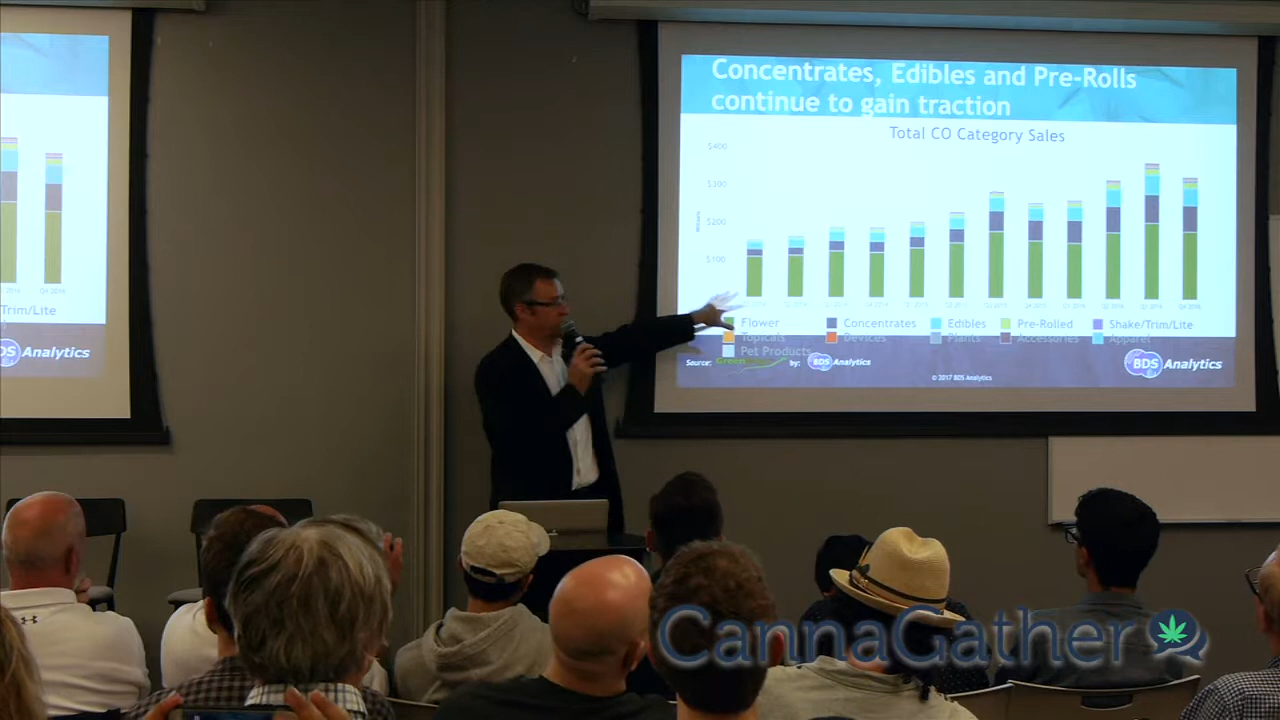 Concentrates, Edibles and Pre-Rolls
continue to gain traction
Total CO Category Sales
$400
$300
$200
$100
Flower
Concentrates
Edibles
Pre-Rolled
Shake/Trim/Lite
Topicals
Devices
Plants
Accessories
Apparel
Pet Products
Source: Green
by: BDS Analytics
© 2017 BDS Analytics
BDS Analytics
Trim/Lite
Analytics
CannaGather